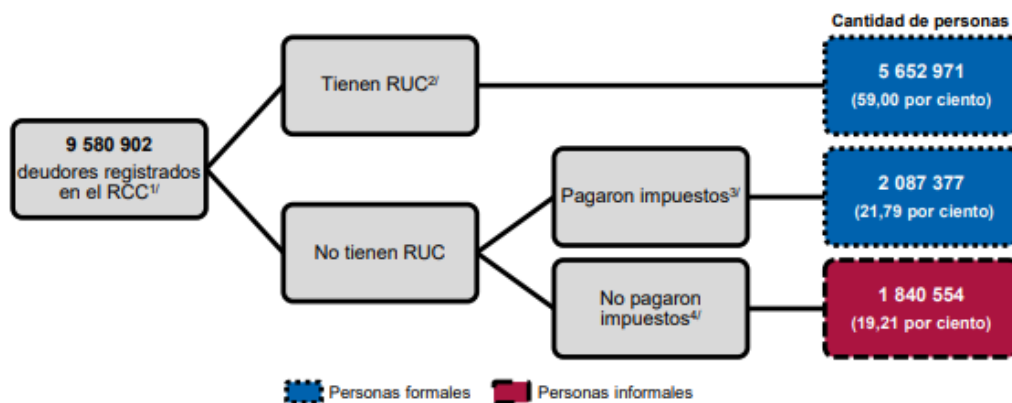 Cantidad de personas
Tienen RUC2/
5 652 971
(59,00 por ciento)
9 580 902
deudores registrados
en el RCC1/
Pagaron impuestos3/
2 087 377
(21,79 por ciento)
No tienen RUC
No pagaron
impuestos4/
1 840 554
(19,21 por ciento)
Personas formales
Personas informales